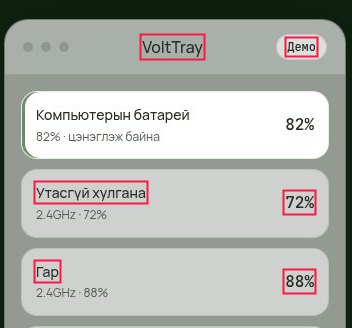 VoltTray
Демо
Компьютерын батарей
82%
82% · цэнэглэж байна
Утасгүй хулгана
72%
2.4GHz · 72%
Гар
88%
2.4GHz · 88%